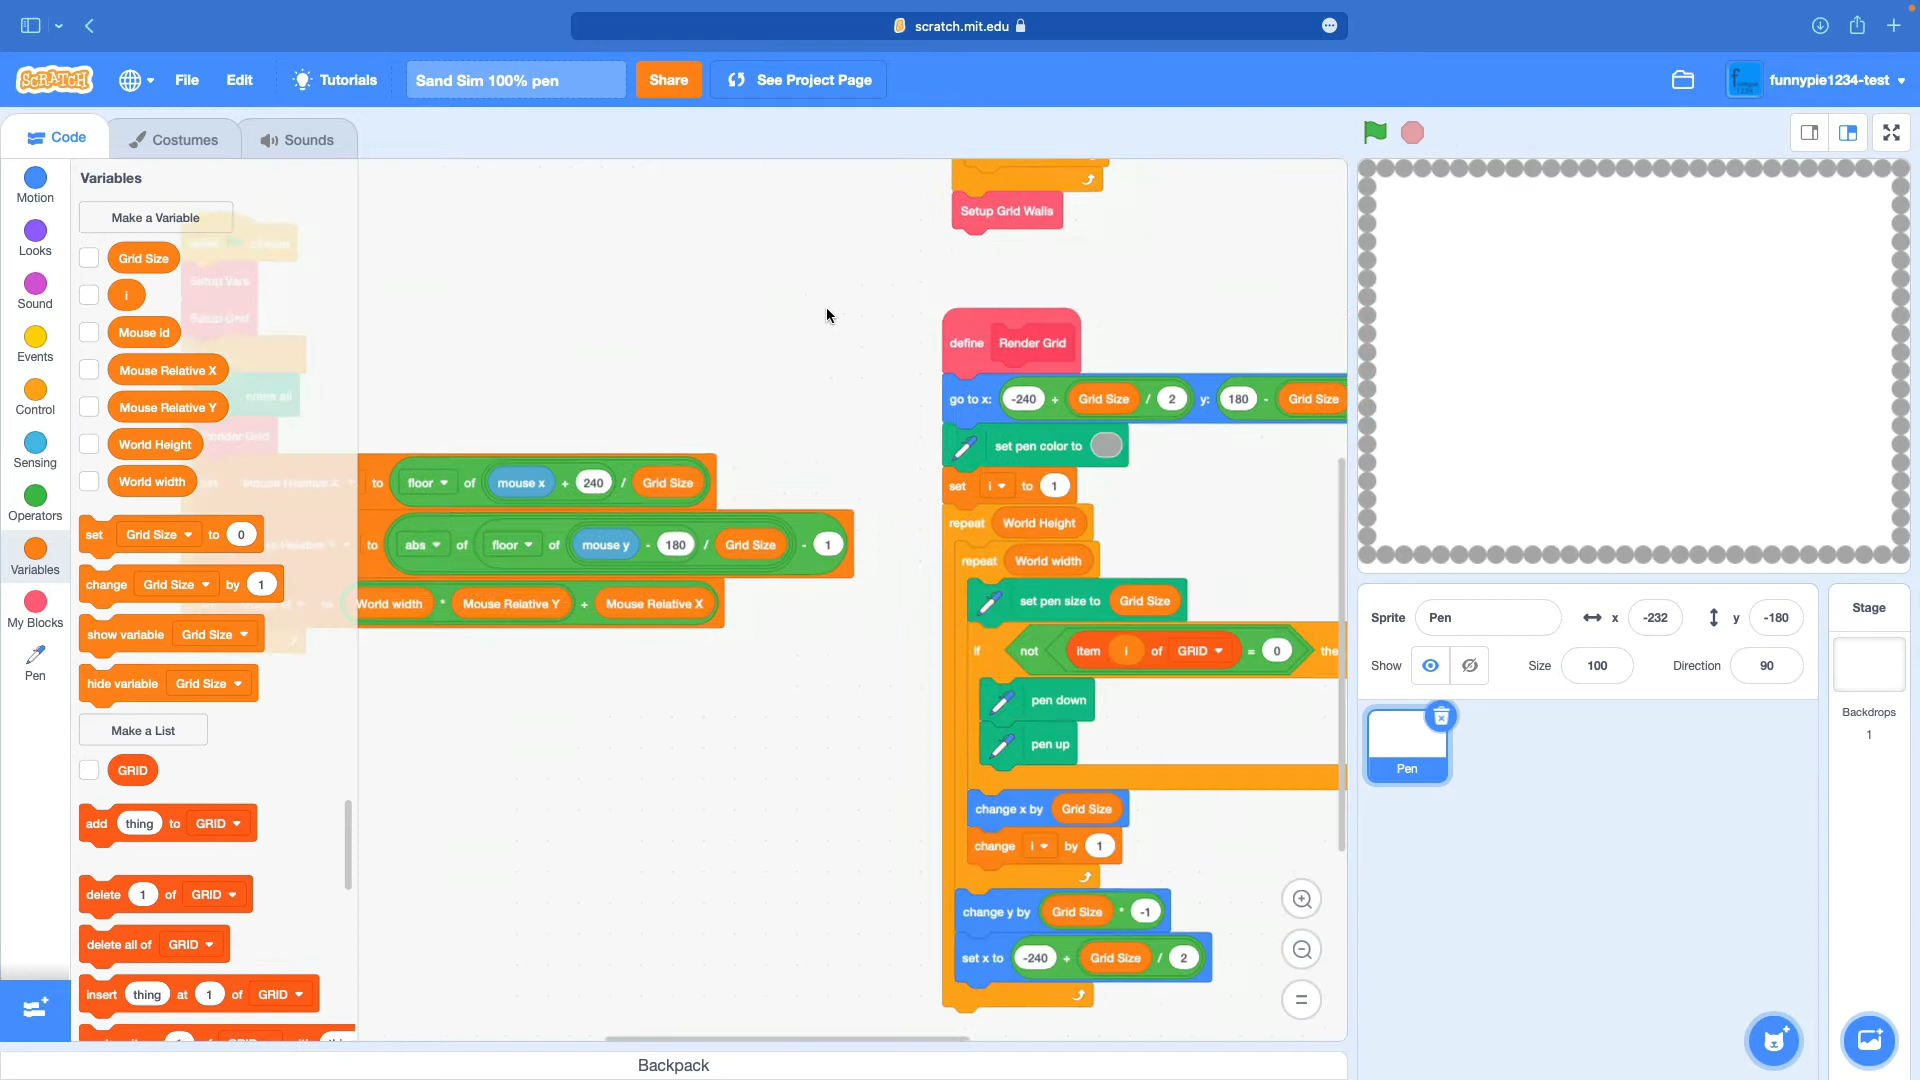 scratch.mit.edu
SCRATCH
File
Edit
Tutorials
Sand Sim 100% pen
Share
See Project Page
funnypie1234-test
Code
Costumes
Sounds
Motion
Looks
Sound
Events
Control
Sensing
Operators
Variables
My Blocks
Pen
Variables
Make a Variable
Grid Size
i
Mouse id
Mouse Relative X
Mouse Relative Y
World Height
World width
set Grid Size to 0
change Grid Size by 1
show variable Grid Size
hide variable Grid Size
Make a List
GRID
add thing to GRID
delete 1 of GRID
delete all of GRID
insert thing at 1 of GRID
Setup Vars
Setup Grid
erase all
Render Grid
to floor of mouse x + 240 / Grid Size
to abs of floor of mouse y - 180 / Grid Size - 1
World width * Mouse Relative Y + Mouse Relative X
Setup Grid Walls
define Render Grid
go to x: -240 + Grid Size / 2 y: 180 - Grid Size
set pen color to
set i to 1
repeat World Height
repeat World width
set pen size to Grid Size
if not item i of GRID = 0 the
pen down
pen up
change x by Grid Size
change i by 1
change y by Grid Size * -1
set x to -240 + Grid Size / 2
Backpack
Sprite Pen x -232 y -180
Show Size 100 Direction 90
Pen
Stage
Backdrops
1